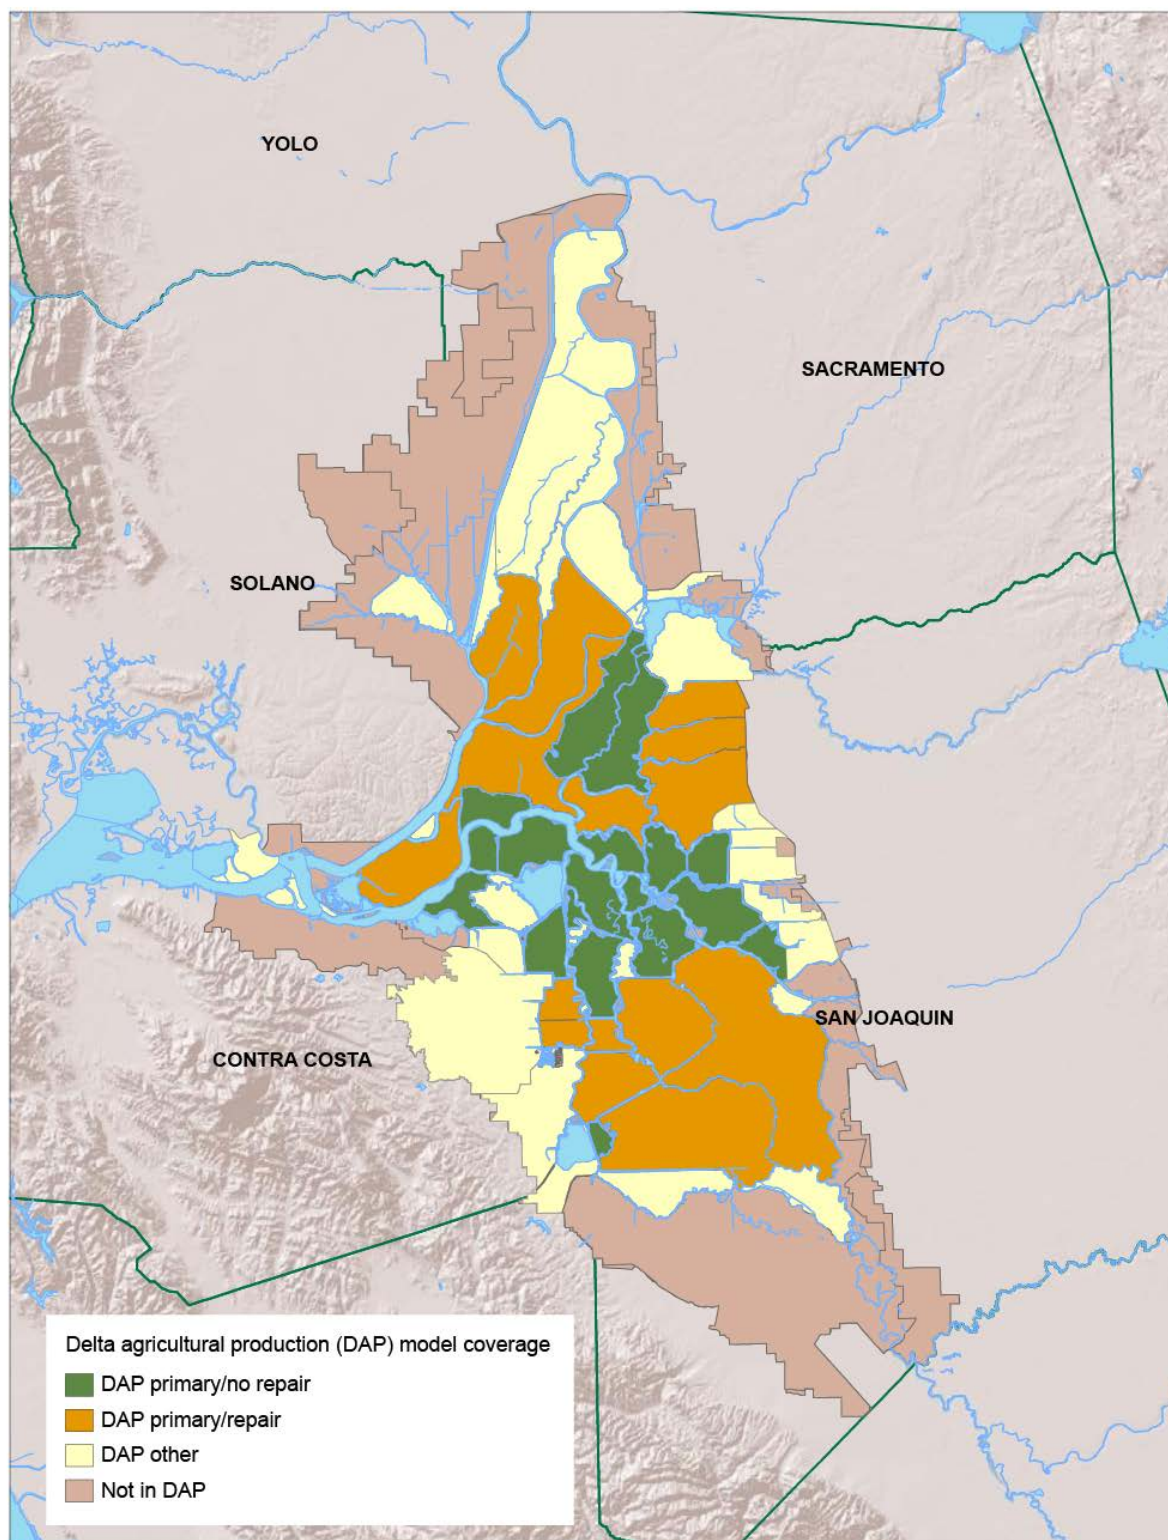 YOLO
SACRAMENTO
SOLANO
SAN JOAQUIN
CONTRA COSTA
Delta agricultural production (DAP) model coverage
DAP primary/no repair
DAP primary/repair
DAP other
Not in DAP